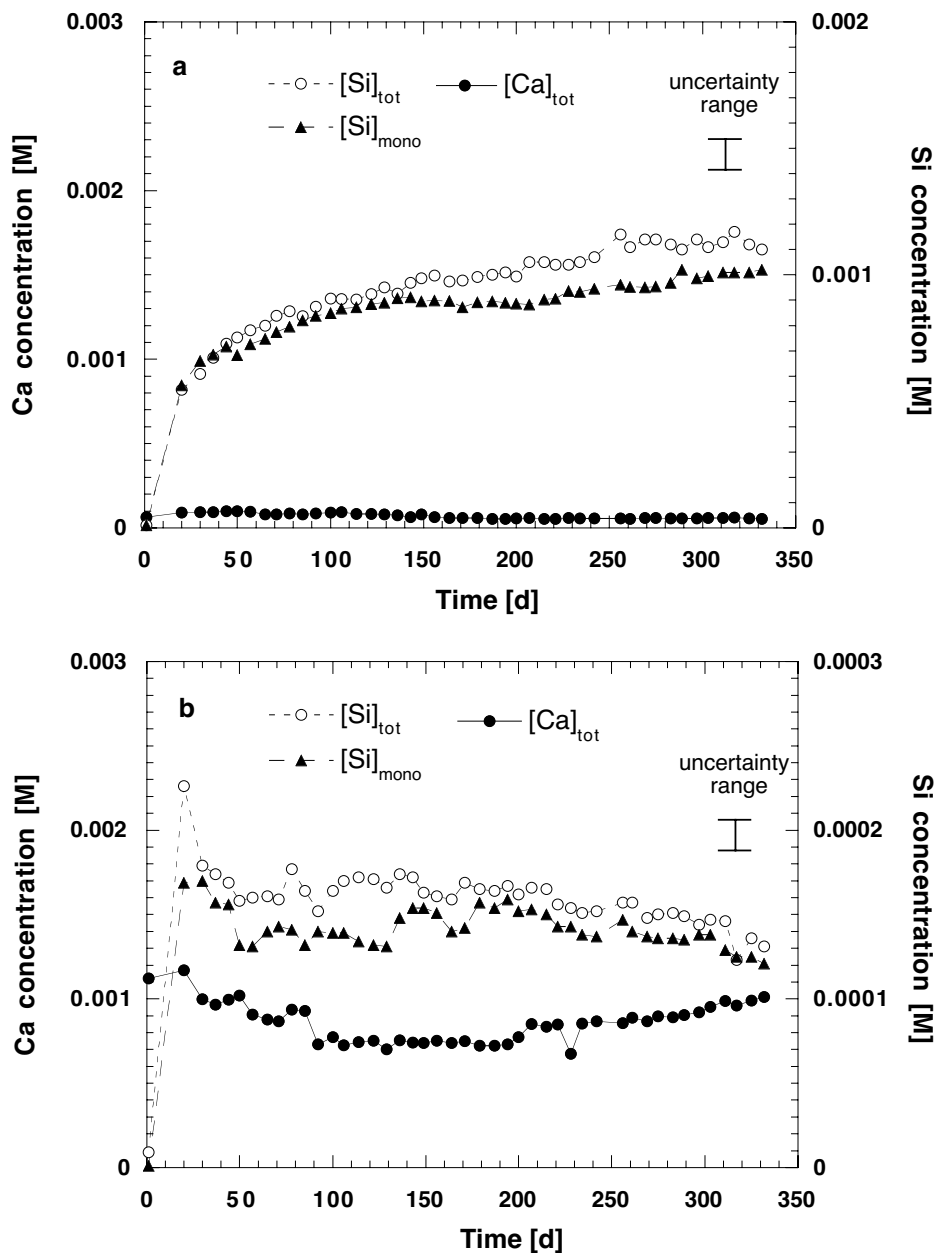 0.003
0.002
a
[Si]tot
[Ca]tot
[Si]mono
uncertainty
range
Ca concentration [M]
Si concentration [M]
0.002
0.001
0.001
0
0
0 50 100 150 200 250 300 350
Time [d]
0.003
0.0003
b
[Si]tot
[Ca]tot
[Si]mono
uncertainty
range
Ca concentration [M]
Si concentration [M]
0.002
0.0002
0.001
0.0001
0
0
0 50 100 150 200 250 300 350
Time [d]